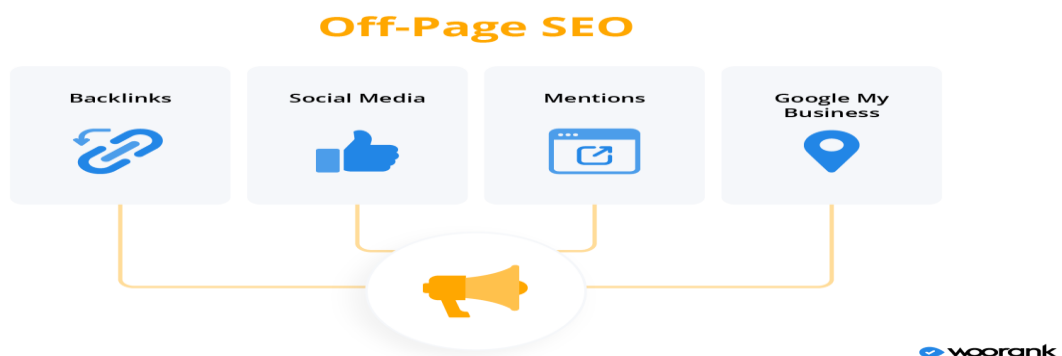 Off-Page SEO
Backlinks
Social Media
Mentions
Google My
Business
woorank